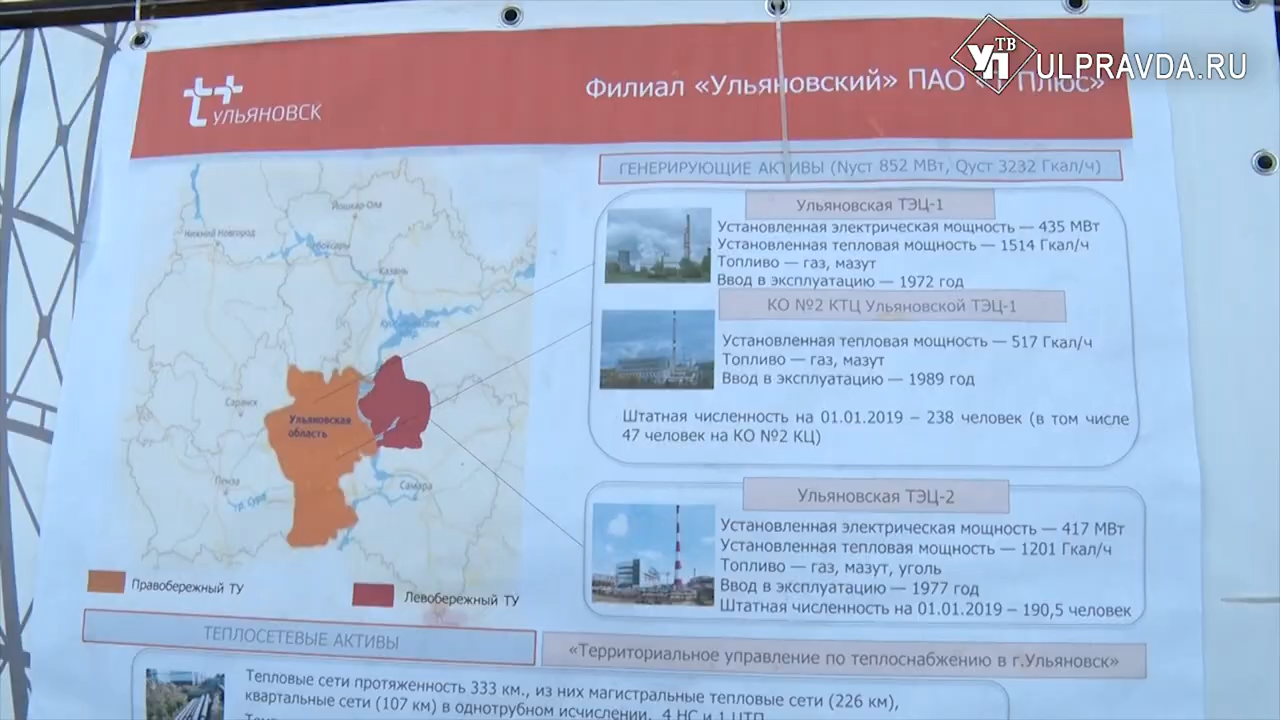 УП ТВ
ULPRAVDA.RU
УЛЬЯНОВСК
Филиал «Ульяновский» ПАО «Т Плюс»
ГЕНЕРИРУЮЩИЕ АКТИВЫ (Nуст 852 МВт, Qуст 3232 Гкал/ч)
Ульяновская ТЭЦ-1
Установленная электрическая мощность — 435 МВт
Установленная тепловая мощность — 1514 Гкал/ч
Топливо — газ, мазут
Ввод в эксплуатацию — 1972 год
КО №2 КТЦ Ульяновской ТЭЦ-1
Установленная тепловая мощность — 517 Гкал/ч
Топливо — газ, мазут
Ввод в эксплуатацию — 1989 год
Штатная численность на 01.01.2019 – 238 человек (в том числе
47 человек на КО №2 КЦ)
Ульяновская ТЭЦ-2
Установленная электрическая мощность — 417 МВт
Установленная тепловая мощность — 1201 Гкал/ч
Топливо — газ, мазут, уголь
Ввод в эксплуатацию — 1977 год
Штатная численность на 01.01.2019 – 190,5 человек
Йошкар-Ола
Нижний Новгород
Чебоксары
Казань
Куйбышевское
Саранск
Ульяновская
область
Пенза
р. Сура
Самара
Правобережный ТУ
Левобережный ТУ
ТЕПЛОСЕТЕВЫЕ АКТИВЫ
«Территориальное управление по теплоснабжению в г.Ульяновск»
Тепловые сети протяженность 333 км., из них магистральные тепловые сети (226 км),
квартальные сети (107 км) в однотрубном исчислении, 4 НС и 1 ЦТП